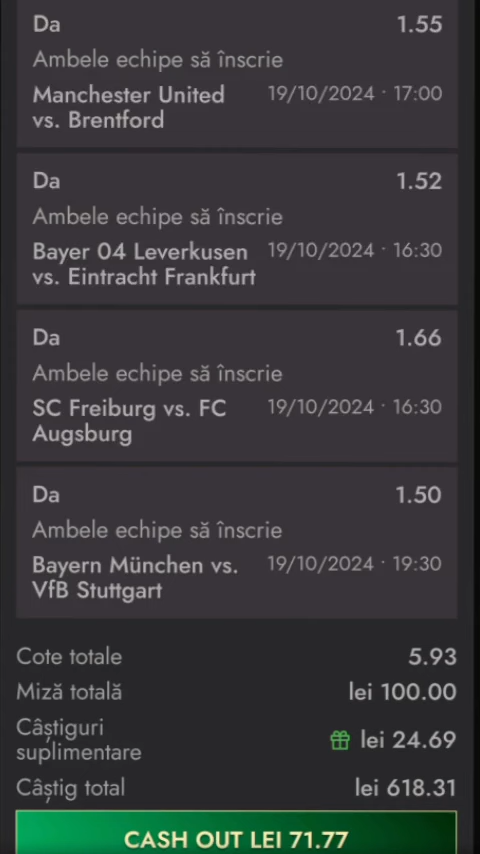 Da 1.55
Ambele echipe să înscrie
Manchester United 19/10/2024 · 17:00
vs. Brentford
Da 1.52
Ambele echipe să înscrie
Bayer 04 Leverkusen 19/10/2024 · 16:30
vs. Eintracht Frankfurt
Da 1.66
Ambele echipe să înscrie
SC Freiburg vs. FC 19/10/2024 · 16:30
Augsburg
Da 1.50
Ambele echipe să înscrie
Bayern München vs. 19/10/2024 · 19:30
VfB Stuttgart
Cote totale 5.93
Miză totală lei 100.00
Câștiguri
suplimentare lei 24.69
Câștig total lei 618.31
CASH OUT LEI 71.77